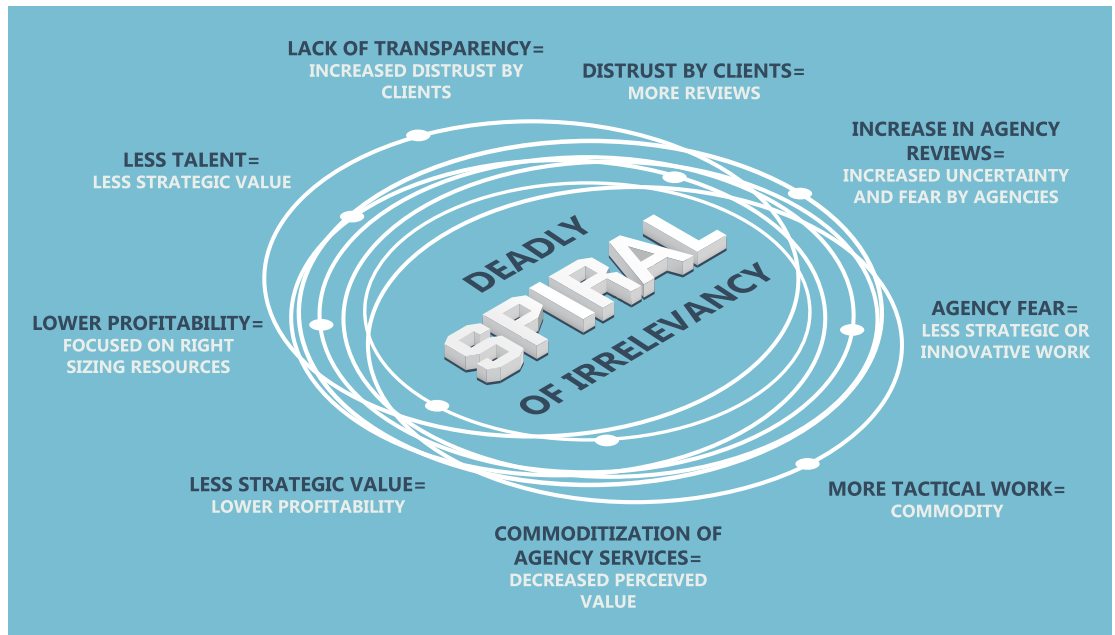 LACK OF TRANSPARENCY=
INCREASED DISTRUST BY
CLIENTS
DISTRUST BY CLIENTS=
MORE REVIEWS
INCREASE IN AGENCY
REVIEWS=
INCREASED UNCERTAINTY
AND FEAR BY AGENCIES
AGENCY FEAR=
LESS STRATEGIC OR
INNOVATIVE WORK
MORE TACTICAL WORK=
COMMODITY
COMMODITIZATION OF
AGENCY SERVICES=
DECREASED PERCEIVED
VALUE
LESS STRATEGIC VALUE=
LOWER PROFITABILITY
LOWER PROFITABILITY=
FOCUSED ON RIGHT
SIZING RESOURCES
LESS TALENT=
LESS STRATEGIC VALUE
DEADLY
SPIRAL
OF IRRELEVANCY